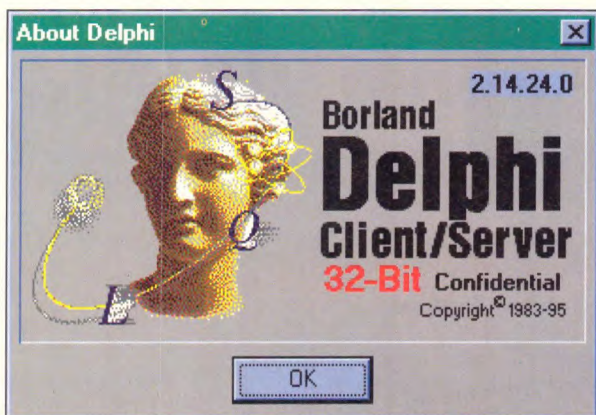 About Delphi
2.14.24.0
S
Borland
Delphi
Q
Client/Server
L
32-Bit Confidential
Copyright© 1983-95
OK